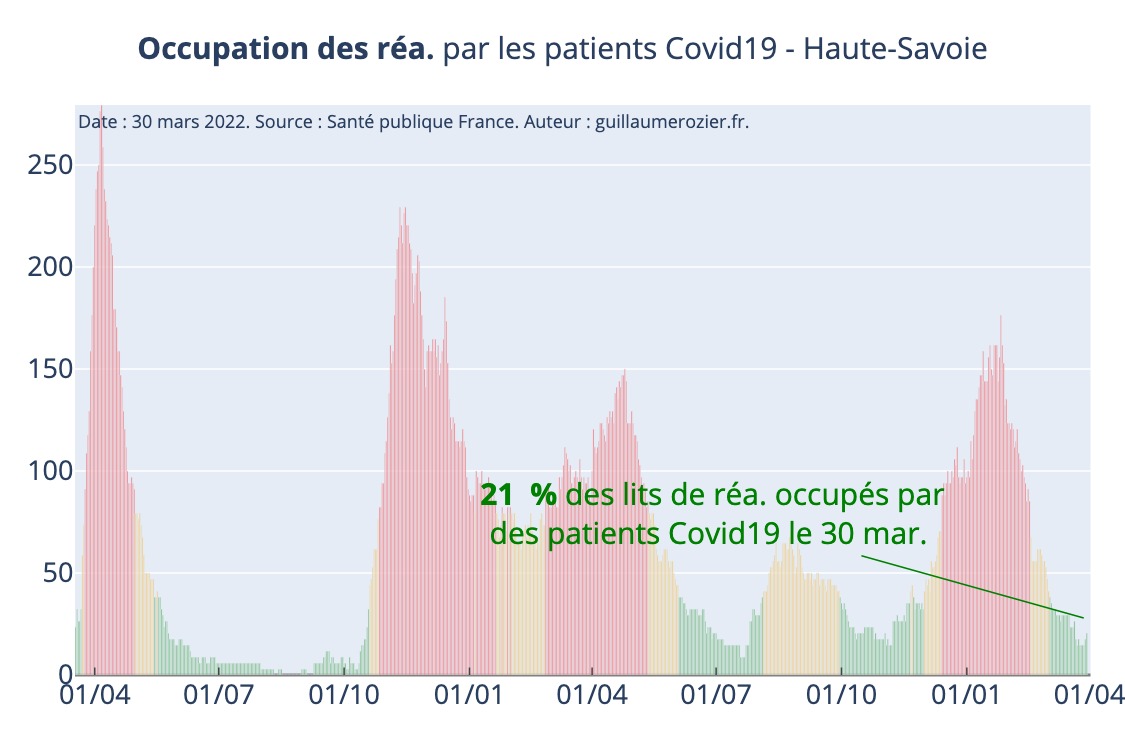 Occupation des réa. par les patients Covid19 - Haute-Savoie
Date : 30 mars 2022. Source : Santé publique France. Auteur : guillaumerozier.fr.
250
200
150
100
50
0
21 % des lits de réa. occupés par
des patients Covid19 le 30 mar.
01/04 01/07 01/10 01/01 01/04 01/07 01/10 01/01 01/04